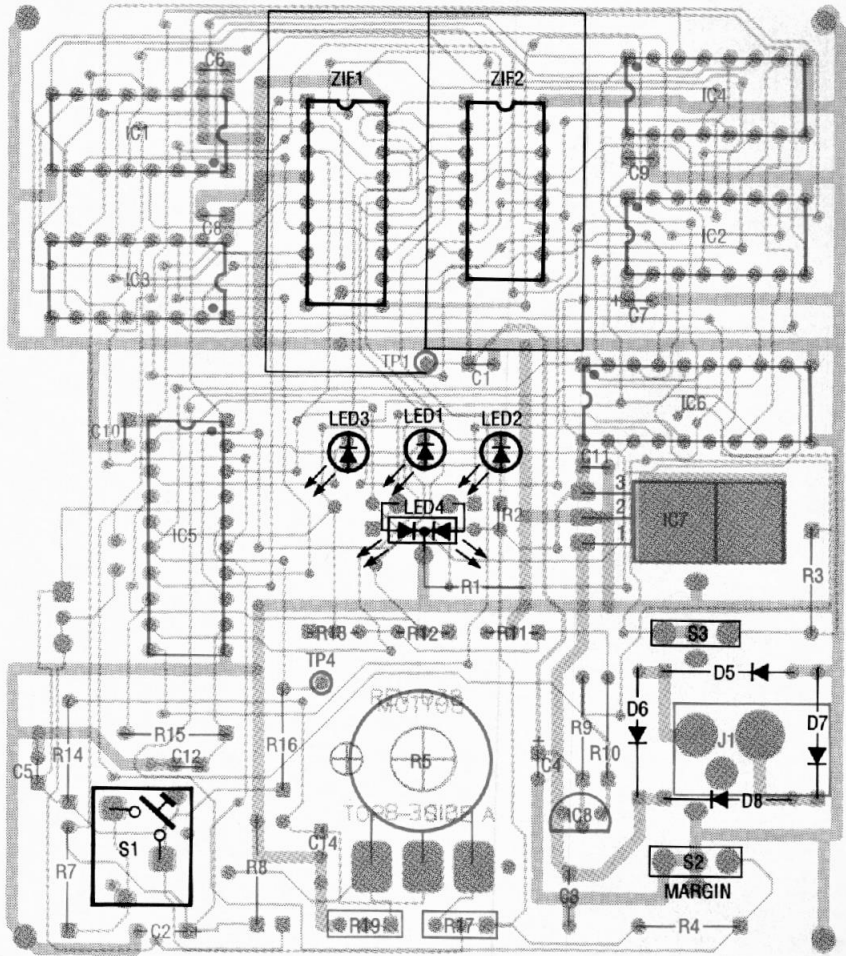 C6
ZIF1
ZIF2
IC4
IC1
C9
C8
IC2
IC3
C7
TP1
C1
IC6
LED3
LED1
LED2
C10
C11
3
IC5
LED4
R2
2
IC7
1
R3
R1
R13
R12
R11
S3
TP4
D5
D6
D7
R9
R10
J1
R15
R16
R5
R14
C5
C12
C4
D8
S1
IC8
C14
R7
R8
S2
C3
MARGIN
C2
R19
R17
R4